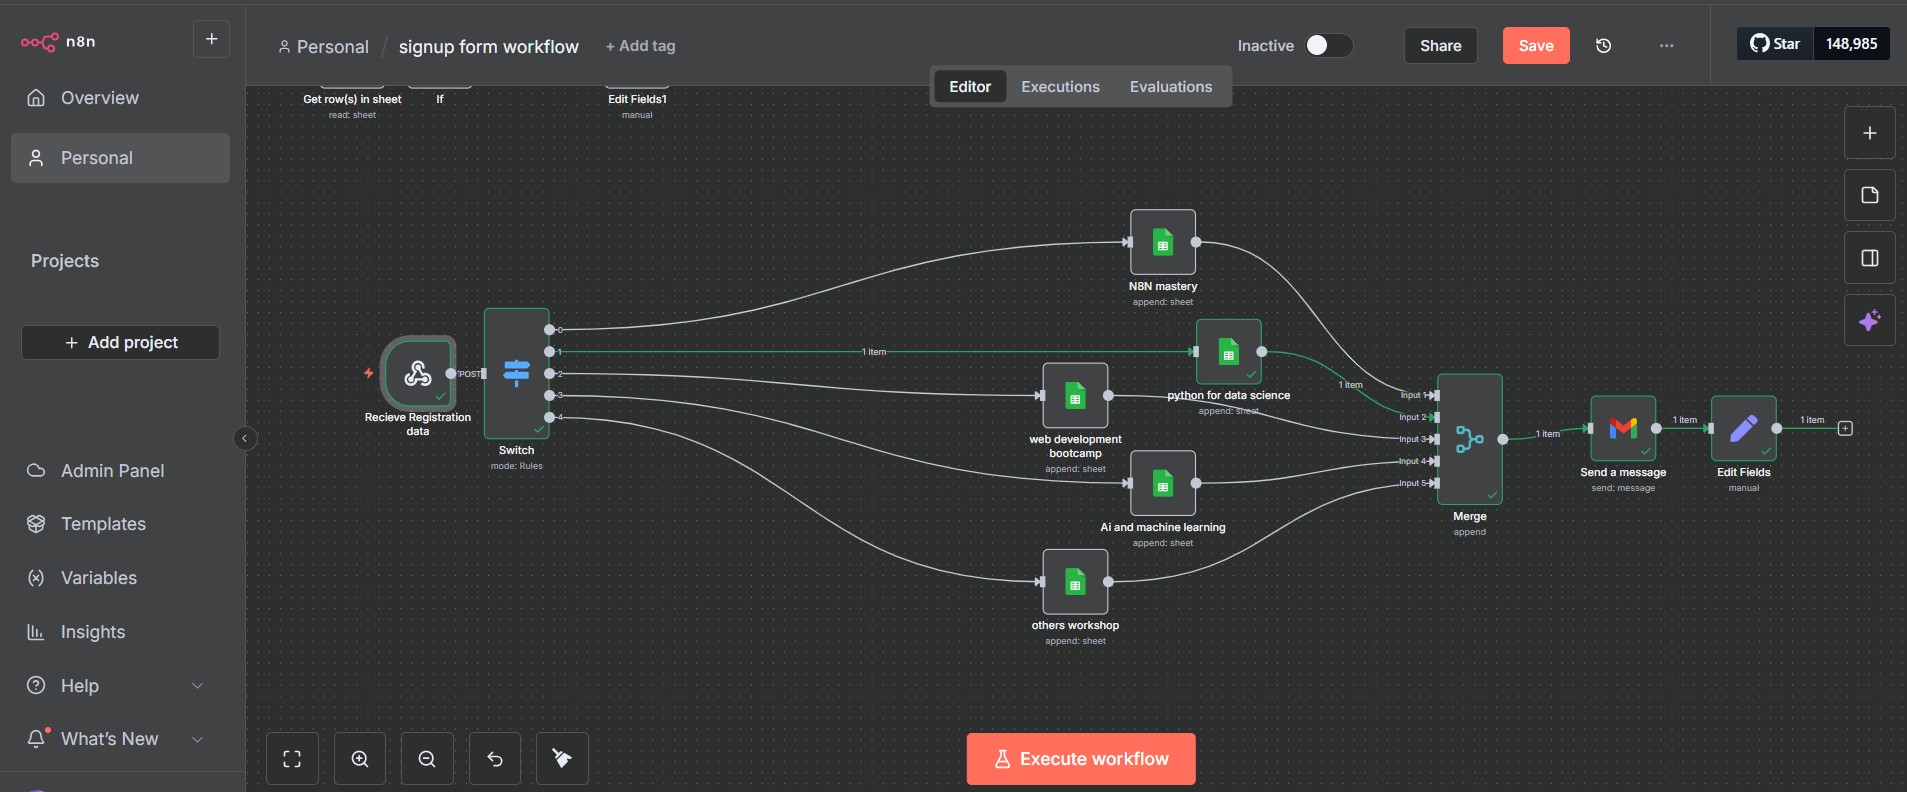 n8n
+
Personal / signup form workflow + Add tag
Inactive
Share
Save
Star 148,985
Editor Executions Evaluations
Overview
Personal
Projects
+ Add project
Admin Panel
Templates
Variables
Insights
Help
What's New
Get row(s) in sheet
read: sheet
If
Edit Fields1
manual
N8N mastery
append: sheet
0
1
2
3
4
POST
Recieve Registration
data
Switch
mode: Rules
1 item
python for data science
append: sheet
1 item
web development
bootcamp
append: sheet
Ai and machine learning
append: sheet
others workshop
append: sheet
Input 1
Input 2
Input 3
Input 4
Input 5
Merge
append
1 item
Send a message
send: message
1 item
Edit Fields
manual
1 item
Execute workflow